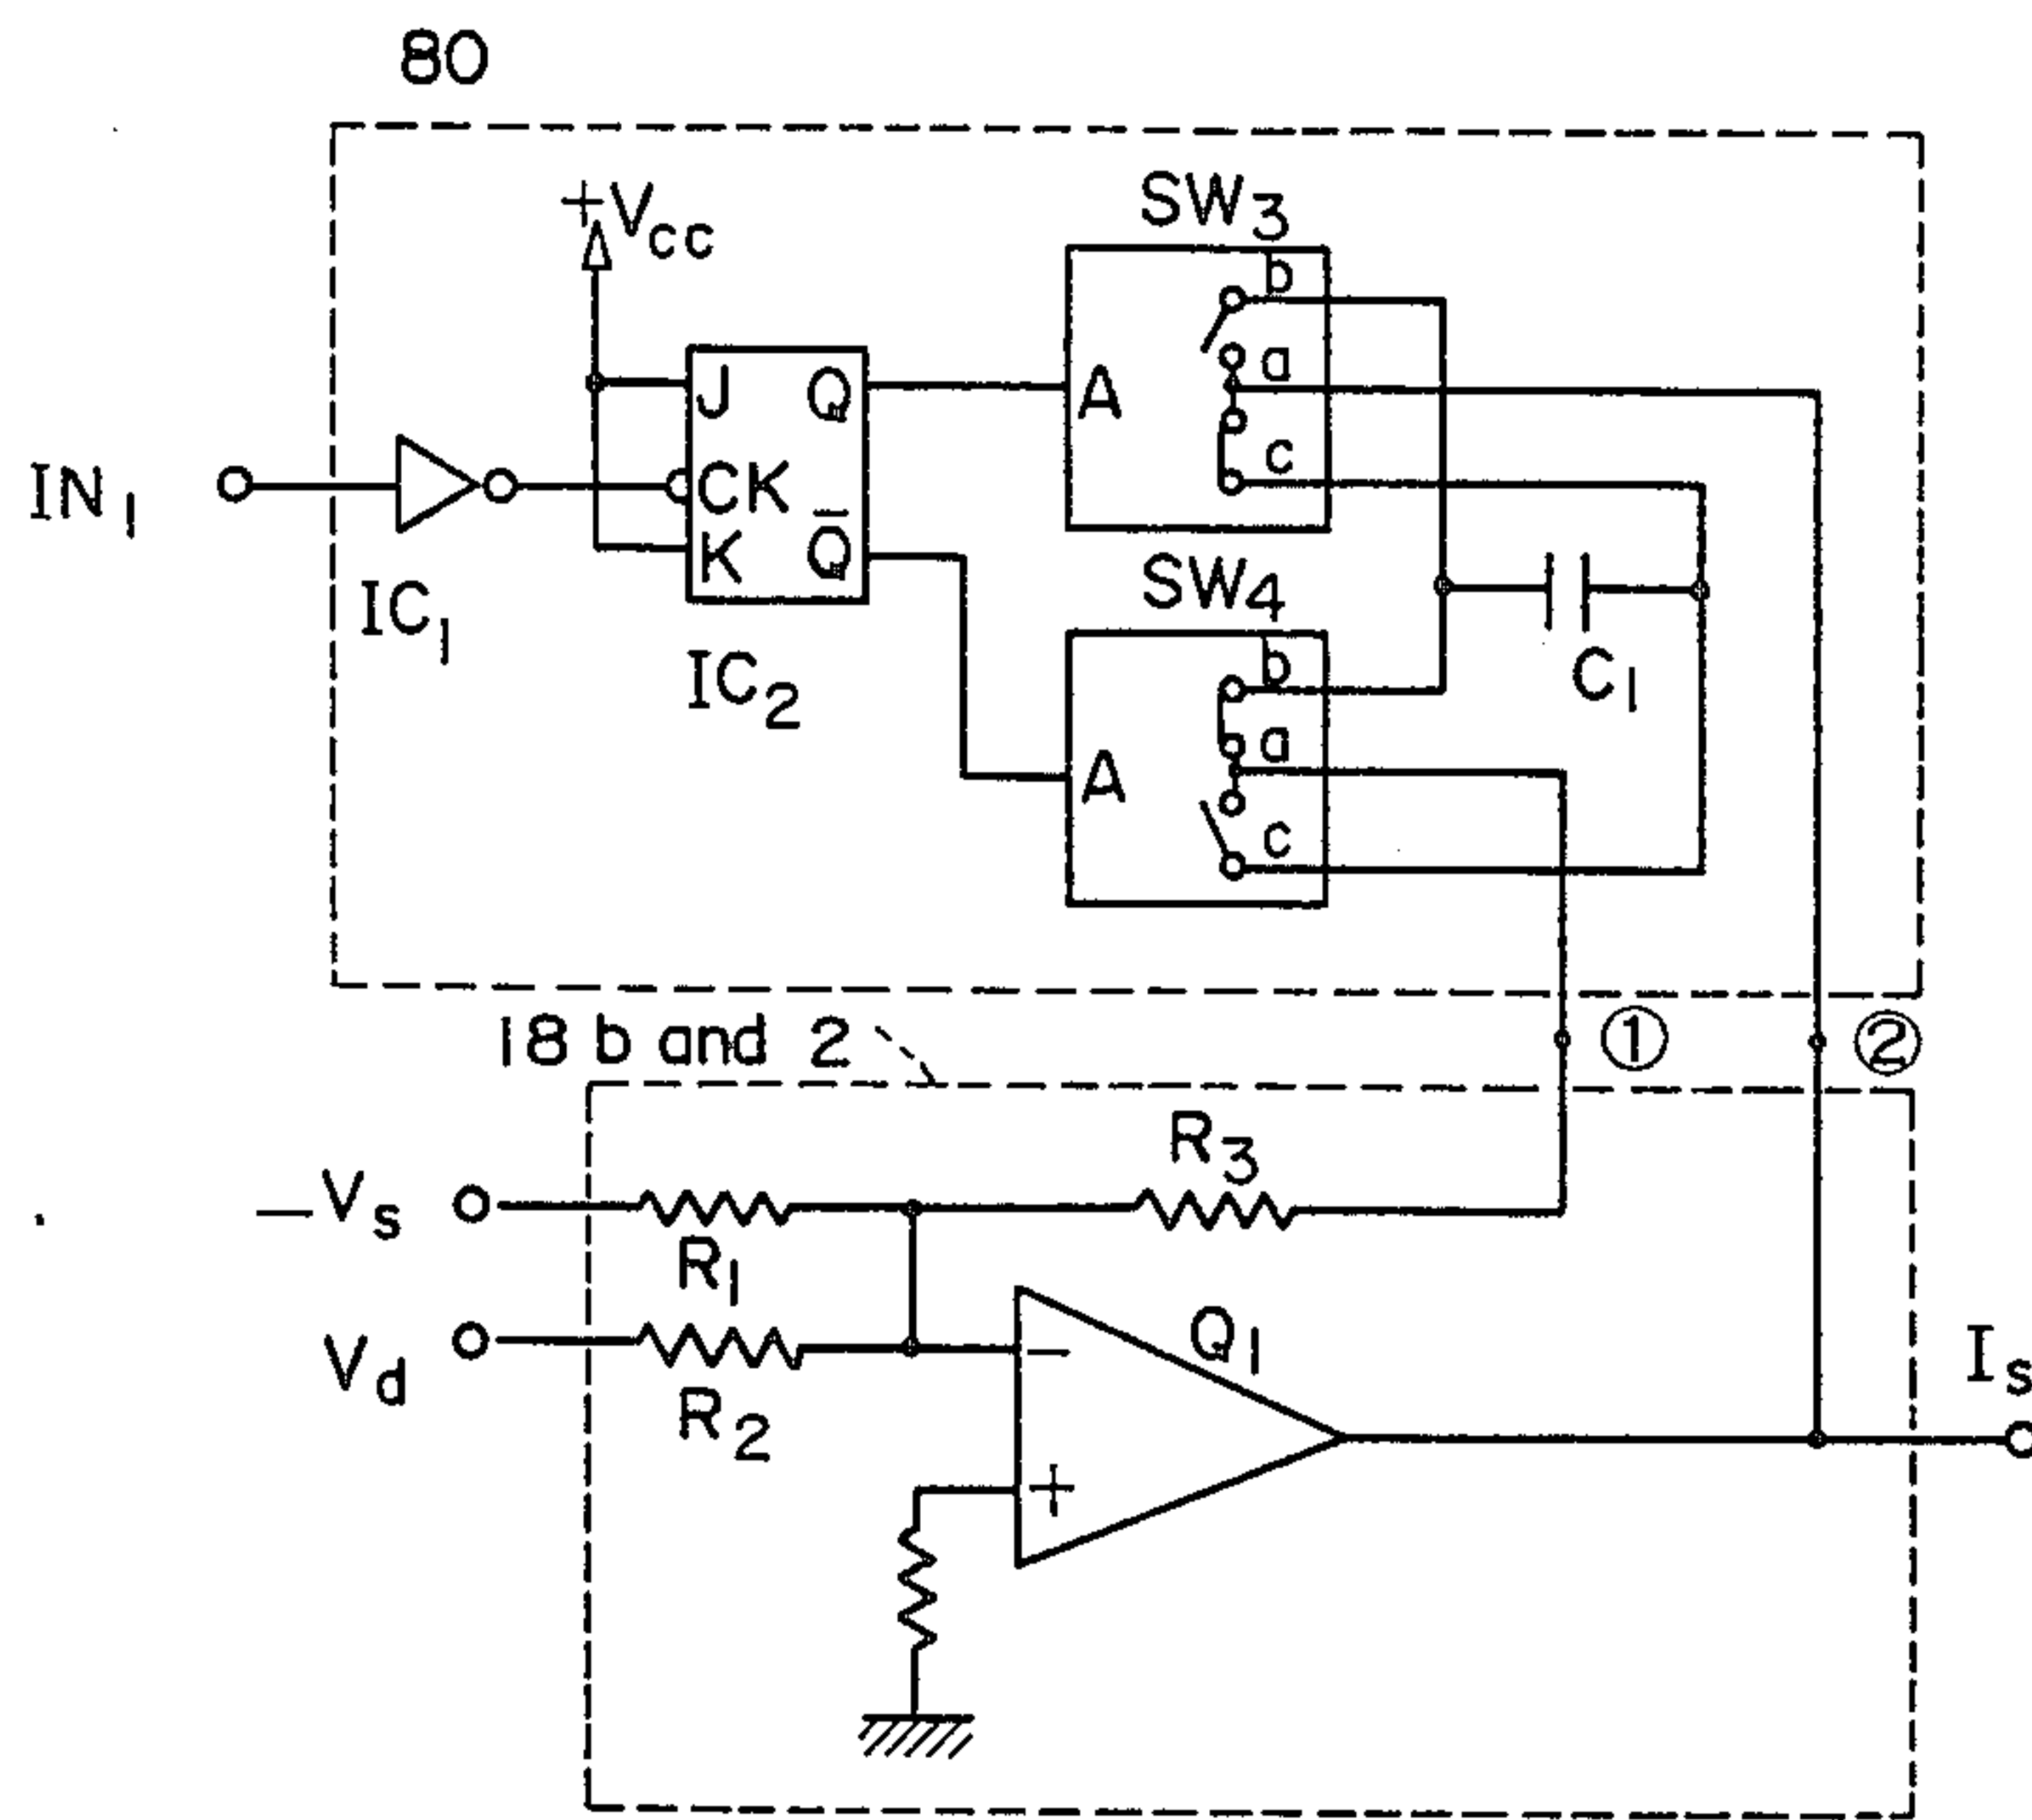 80
+Vcc
SW3
b
a
c
A
J
Q
CK
K
Q̅
IN1
IC1
IC2
SW4
b
a
c
A
C1
18 b and 2
①
②
R3
−Vs
R1
Vd
R2
Q1
−
+
Is